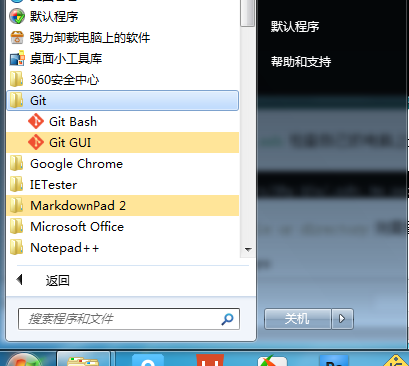 默认程序
强力卸载电脑上的软件
桌面小工具库
360安全中心
Git
Git Bash
Git GUI
Google Chrome
IETester
MarkdownPad 2
Microsoft Office
Notepad++
返回
搜索程序和文件
默认程序
帮助和支持
关机